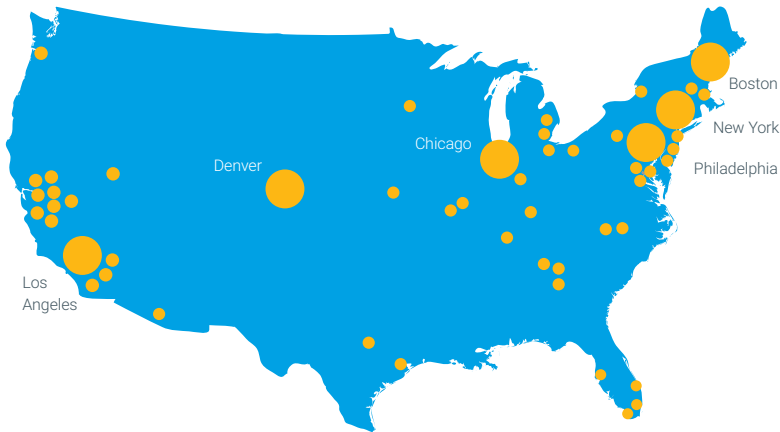 Boston
New York
Chicago
Denver
Philadelphia
Los
Angeles